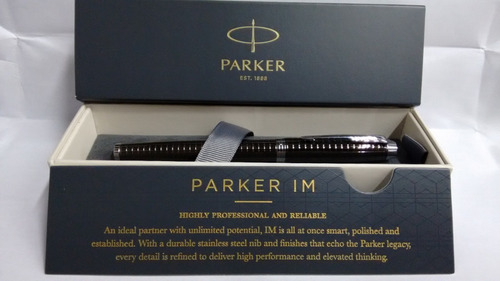 PARKER
EST. 1888
PARKER IM
HIGHLY PROFESSIONAL AND RELIABLE
An ideal partner with unlimited potential, IM is all at once smart, polished and
established. With a durable stainless steel nib and finishes that echo the Parker legacy,
every detail is refined to deliver high performance and elevated thinking.